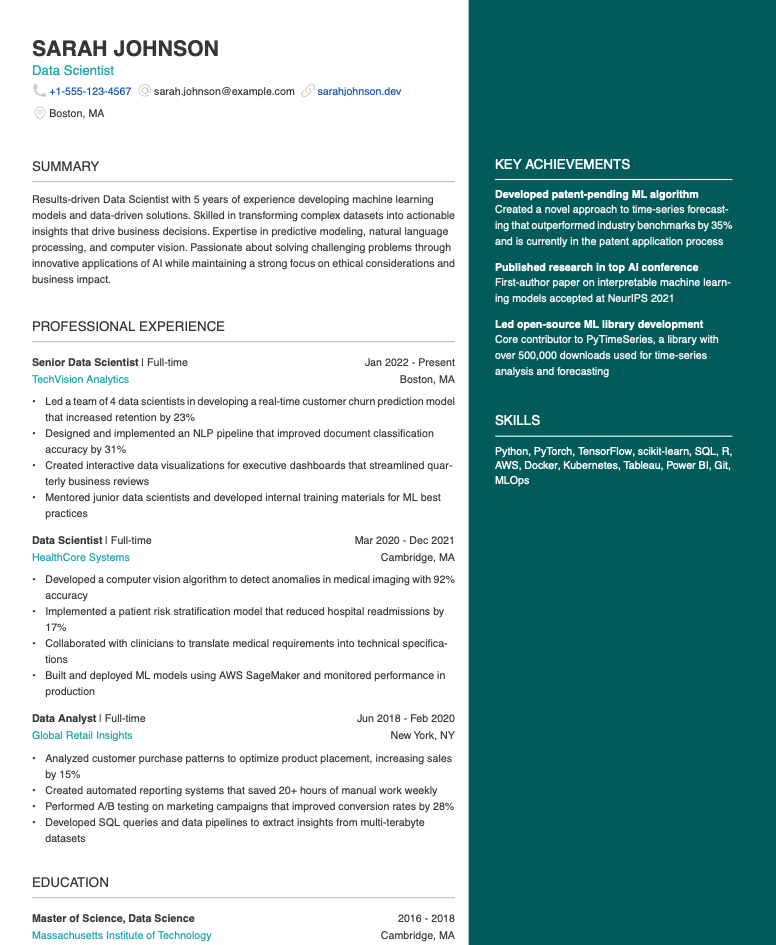 SARAH JOHNSON
Data Scientist
+1-555-123-4567 sarah.johnson@example.com sarahjohnson.dev
Boston, MA
SUMMARY
Results-driven Data Scientist with 5 years of experience developing machine learning
models and data-driven solutions. Skilled in transforming complex datasets into actionable
insights that drive business decisions. Expertise in predictive modeling, natural language
processing, and computer vision. Passionate about solving challenging problems through
innovative applications of AI while maintaining a strong focus on ethical considerations and
business impact.
PROFESSIONAL EXPERIENCE
Senior Data Scientist | Full-time Jan 2022 - Present
TechVision Analytics Boston, MA
• Led a team of 4 data scientists in developing a real-time customer churn prediction model
that increased retention by 23%
• Designed and implemented an NLP pipeline that improved document classification
accuracy by 31%
• Created interactive data visualizations for executive dashboards that streamlined quar-
terly business reviews
• Mentored junior data scientists and developed internal training materials for ML best
practices
Data Scientist | Full-time Mar 2020 - Dec 2021
HealthCore Systems Cambridge, MA
• Developed a computer vision algorithm to detect anomalies in medical imaging with 92%
accuracy
• Implemented a patient risk stratification model that reduced hospital readmissions by
17%
• Collaborated with clinicians to translate medical requirements into technical specifica-
tions
• Built and deployed ML models using AWS SageMaker and monitored performance in
production
Data Analyst | Full-time Jun 2018 - Feb 2020
Global Retail Insights New York, NY
• Analyzed customer purchase patterns to optimize product placement, increasing sales
by 15%
• Created automated reporting systems that saved 20+ hours of manual work weekly
• Performed A/B testing on marketing campaigns that improved conversion rates by 28%
• Developed SQL queries and data pipelines to extract insights from multi-terabyte
datasets
EDUCATION
Master of Science, Data Science 2016 - 2018
Massachusetts Institute of Technology Cambridge, MA
KEY ACHIEVEMENTS
Developed patent-pending ML algorithm
Created a novel approach to time-series forecast-
ing that outperformed industry benchmarks by 35%
and is currently in the patent application process
Published research in top AI conference
First-author paper on interpretable machine learn-
ing models accepted at NeurIPS 2021
Led open-source ML library development
Core contributor to PyTimeSeries, a library with
over 500,000 downloads used for time-series
analysis and forecasting
SKILLS
Python, PyTorch, TensorFlow, scikit-learn, SQL, R,
AWS, Docker, Kubernetes, Tableau, Power BI, Git,
MLOps